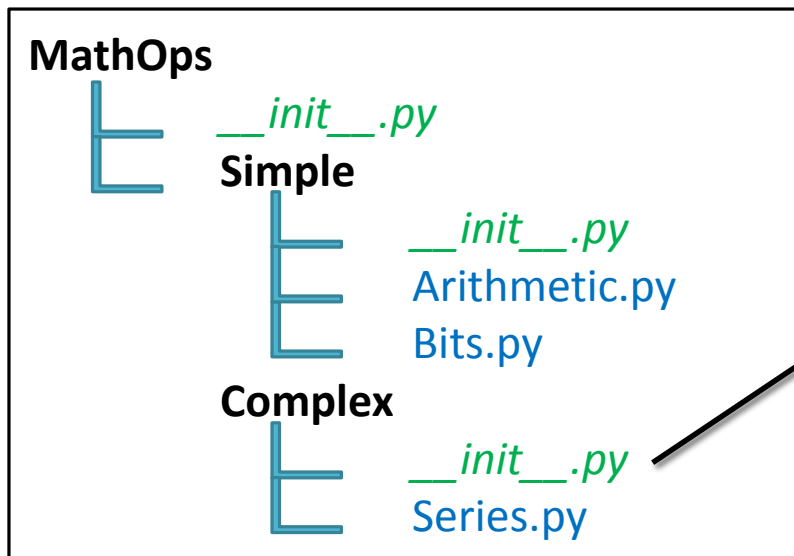 MathOps
__init__.py
Simple
__init__.py
Arithmetic.py
Bits.py
Complex
__init__.py
Series.py